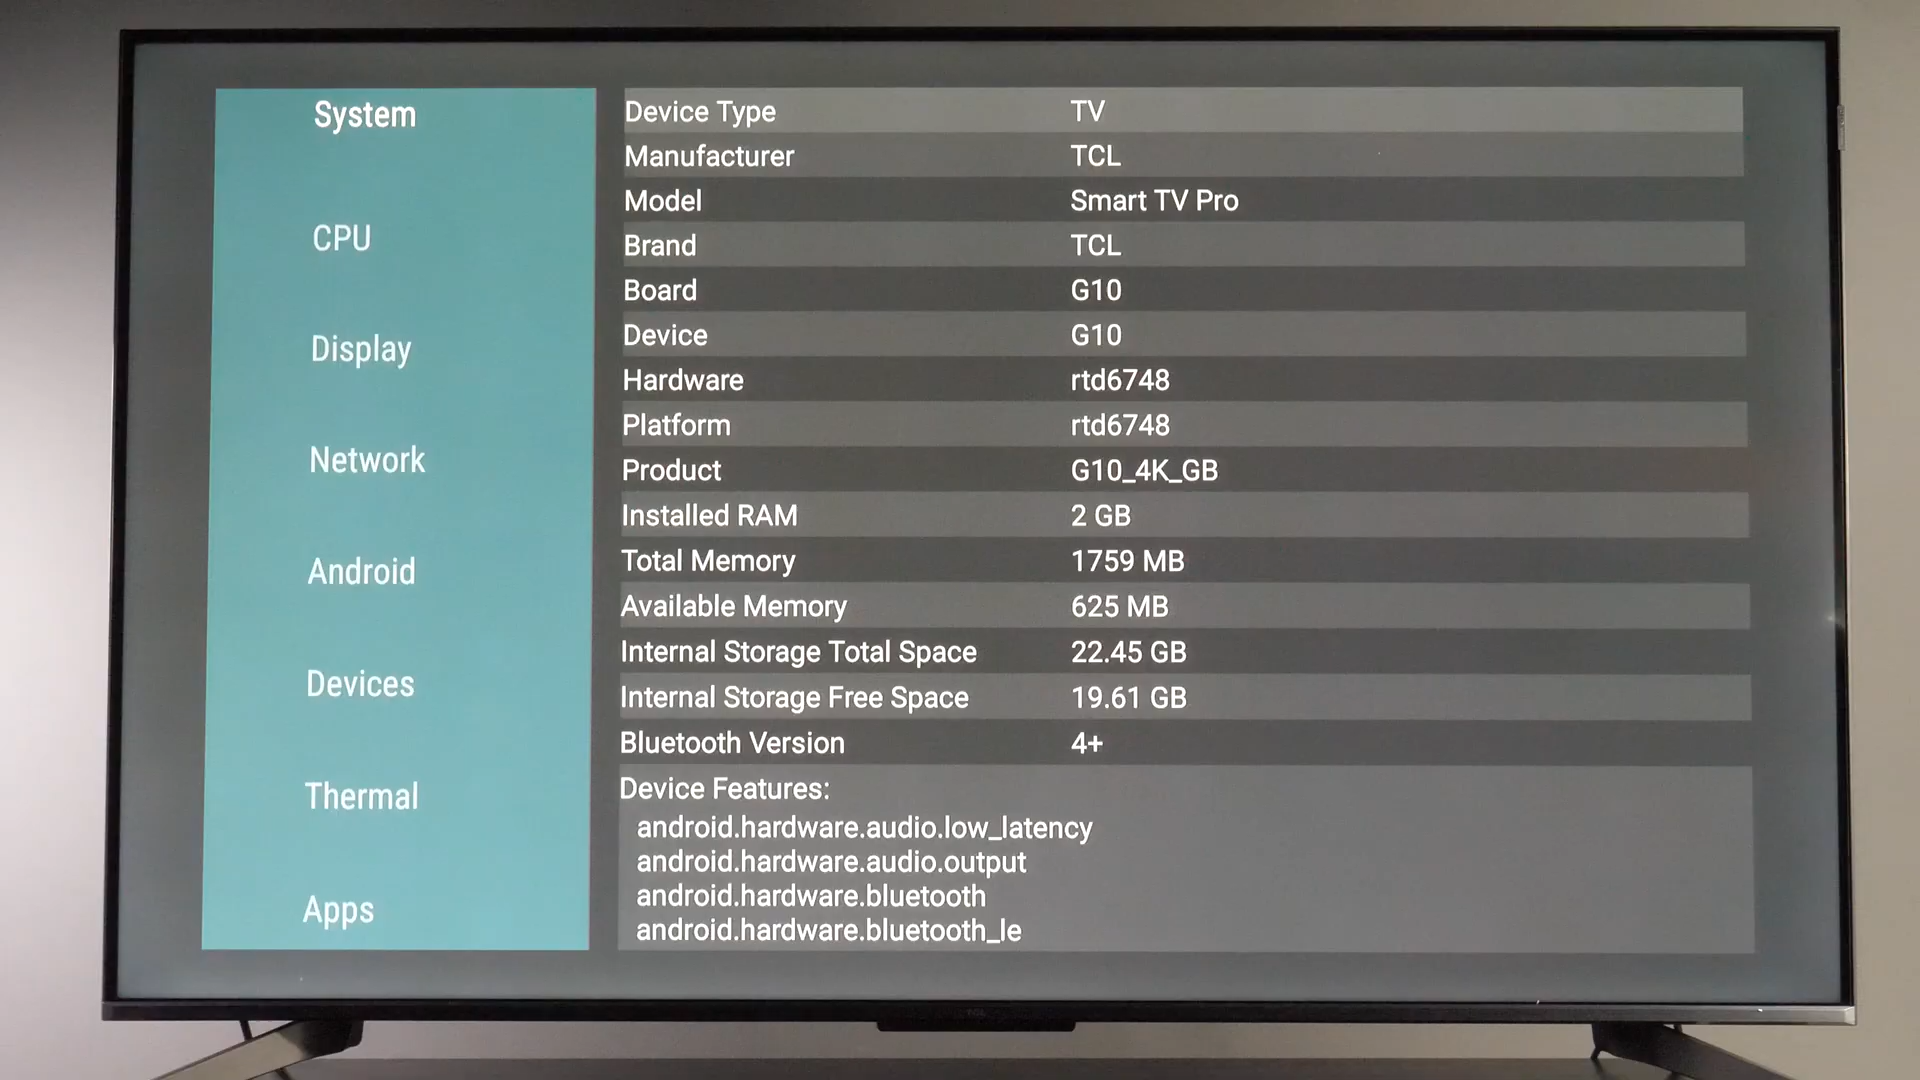 System
CPU
Display
Network
Android
Devices
Thermal
Apps
Device Type TV
Manufacturer TCL
Model Smart TV Pro
Brand TCL
Board G10
Device G10
Hardware rtd6748
Platform rtd6748
Product G10_4K_GB
Installed RAM 2 GB
Total Memory 1759 MB
Available Memory 625 MB
Internal Storage Total Space 22.45 GB
Internal Storage Free Space 19.61 GB
Bluetooth Version 4+
Device Features:
android.hardware.audio.low_latency
android.hardware.audio.output
android.hardware.bluetooth
android.hardware.bluetooth_le
TCL